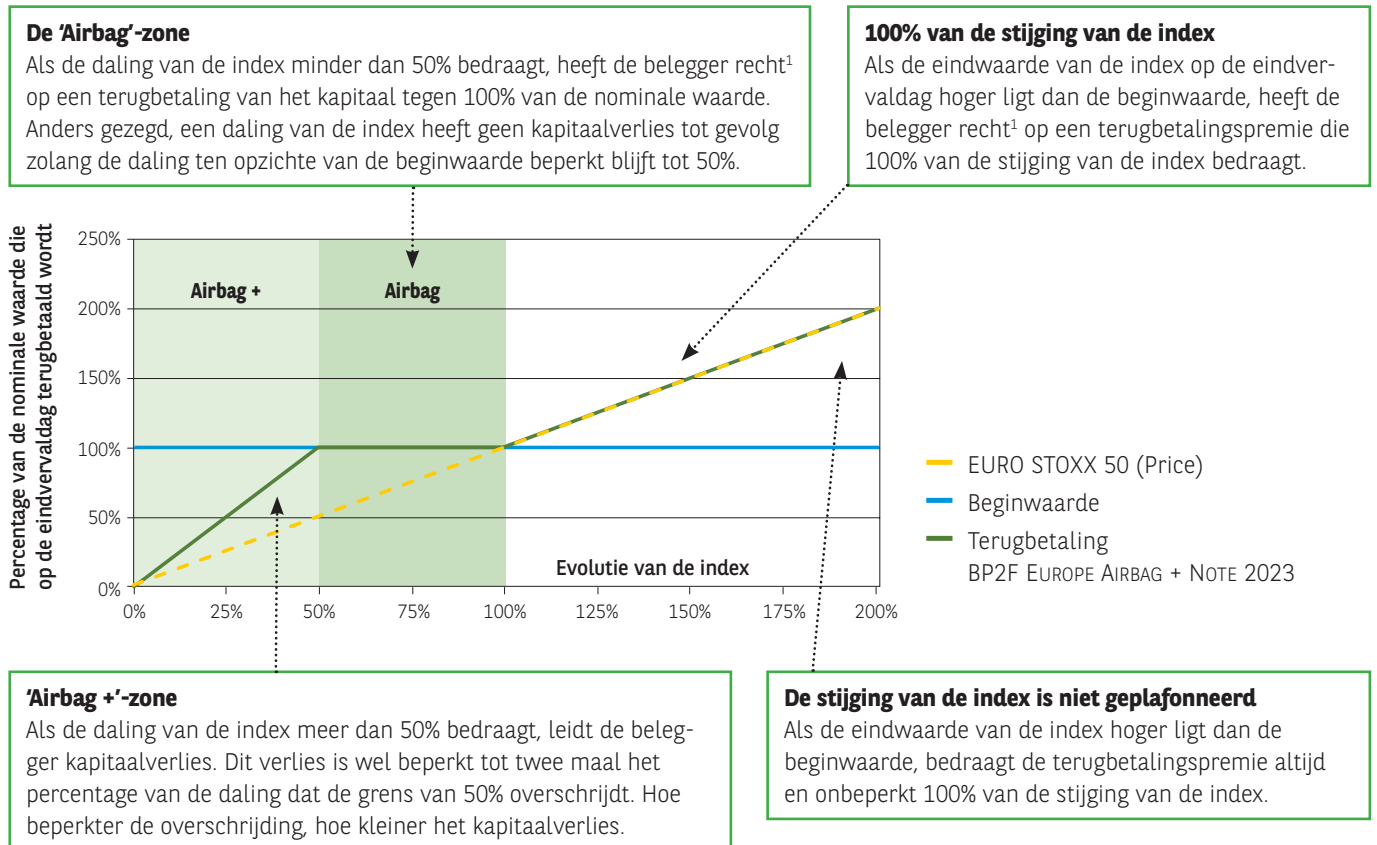 De 'Airbag'-zone
Als de daling van de index minder dan 50% bedraagt, heeft de belegger recht¹
op een terugbetaling van het kapitaal tegen 100% van de nominale waarde.
Anders gezegd, een daling van de index heeft geen kapitaalverlies tot gevolg
zolang de daling ten opzichte van de beginwaarde beperkt blijft tot 50%.
100% van de stijging van de index
Als de eindwaarde van de index op de eindver-
valdag hoger ligt dan de beginwaarde, heeft de
belegger recht¹ op een terugbetalingspremie die
100% van de stijging van de index bedraagt.
Percentage van de nominale waarde die
op de eindvervaldag terugbetaald wordt
250%
200%
150%
100%
50%
0%
Airbag +
Airbag
Evolutie van de index
0%
25%
50%
75%
100%
125%
150%
175%
200%
EURO STOXX 50 (Price)
Beginwaarde
Terugbetaling
BP2F EUROPE AIRBAG + NOTE 2023
'Airbag +'-zone
Als de daling van de index meer dan 50% bedraagt, leidt de beleg-
ger kapitaalverlies. Dit verlies is wel beperkt tot twee maal het
percentage van de daling dat de grens van 50% overschrijdt. Hoe
beperkter de overschrijding, hoe kleiner het kapitaalverlies.
De stijging van de index is niet geplafonneerd
Als de eindwaarde van de index hoger ligt dan de
beginwaarde, bedraagt de terugbetalingspremie altijd
en onbeperkt 100% van de stijging van de index.